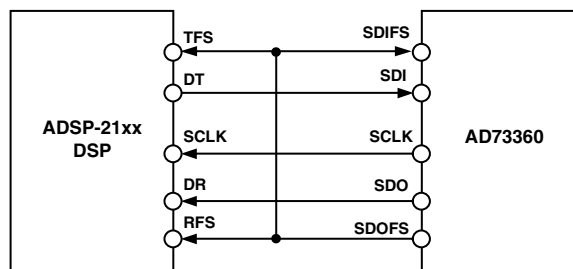 TFS SDIFS
DT SDI
ADSP-21xx
DSP
SCLK SCLK
AD73360
DR SDO
RFS SDOFS